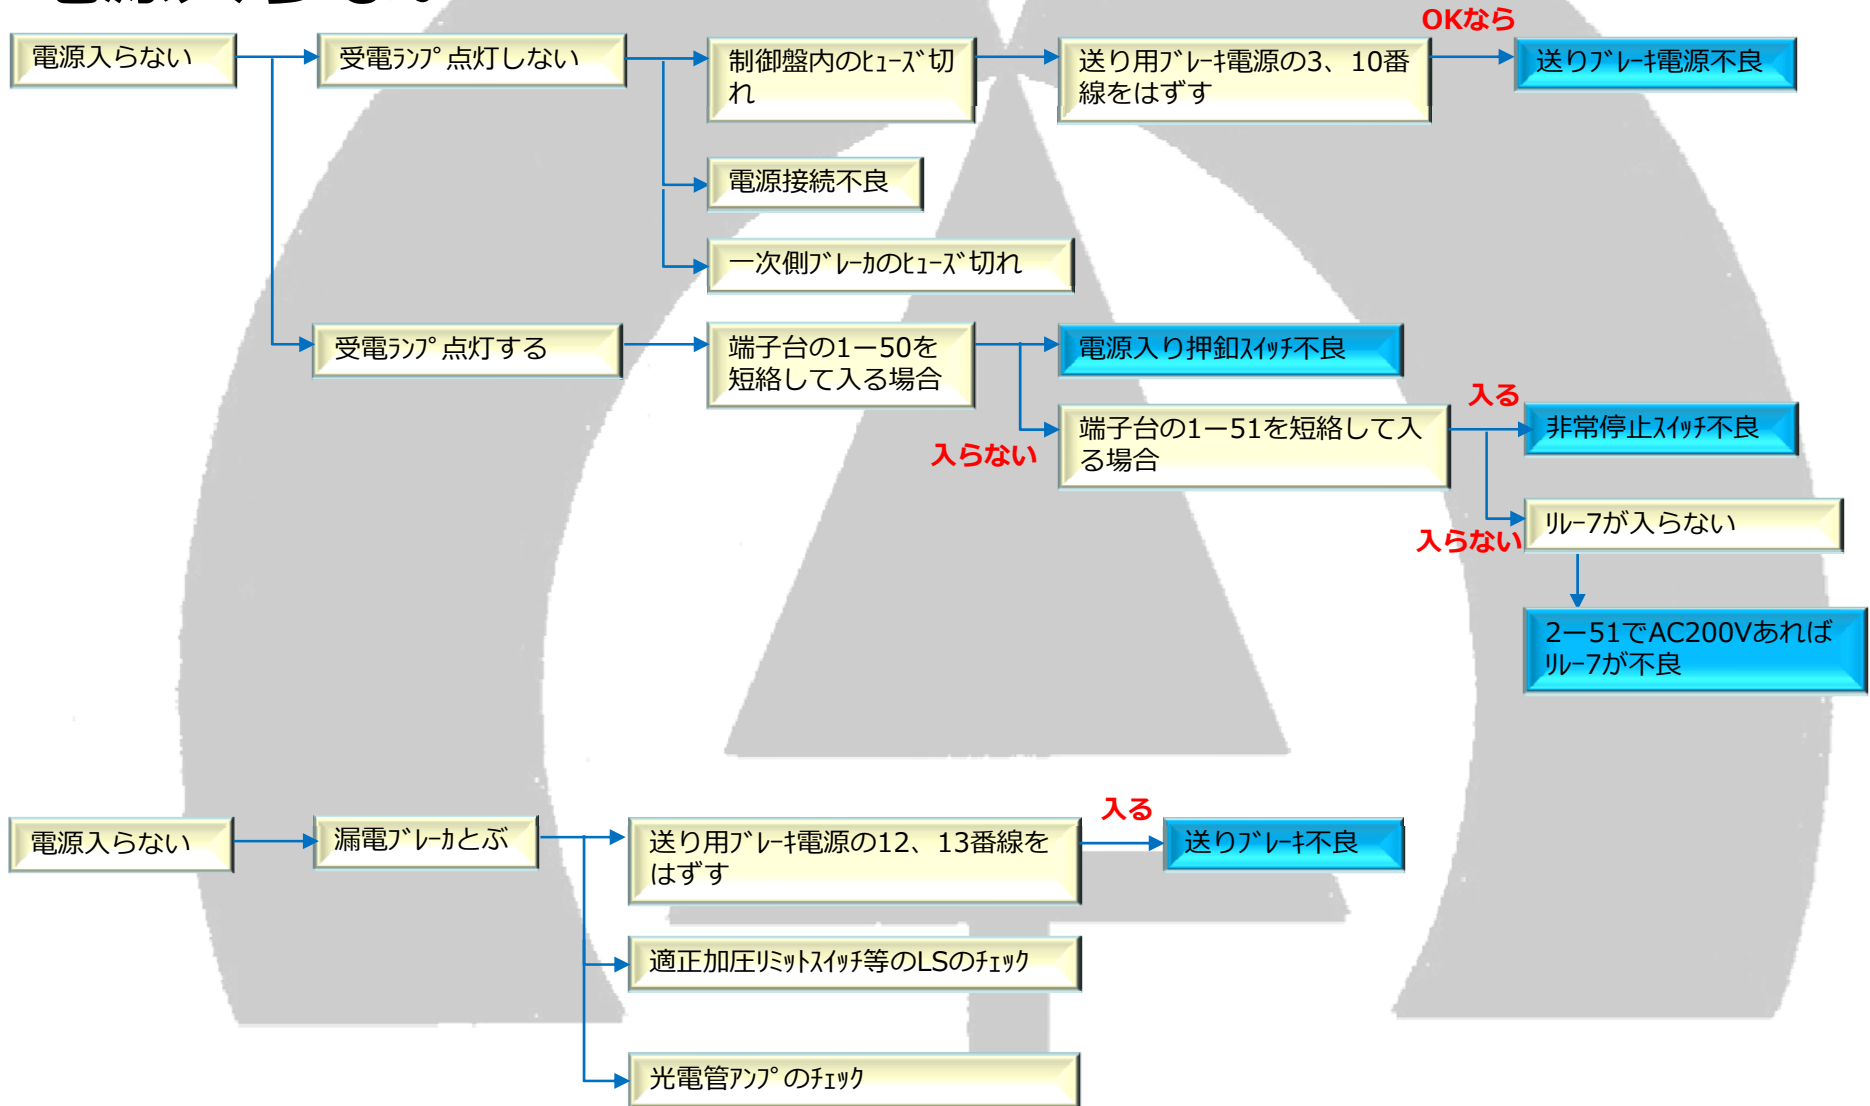 電源入らない
受電ﾗﾝﾌﾟ点灯しない
制御盤内のﾋｭｰｽﾞ切
れ
送り用ﾌﾞﾚｰｷ電源の3、10番
線をはずす
OKなら
送りﾌﾞﾚｰｷ電源不良
電源接続不良
一次側ﾌﾞﾚｰｶのﾋｭｰｽﾞ切れ
受電ﾗﾝﾌﾟ点灯する
端子台の1ー50を
短絡して入る場合
電源入り押釦ｽｲｯﾁ不良
入らない
端子台の1ー51を短絡して入
る場合
入る
非常停止ｽｲｯﾁ不良
入らない
ﾘﾚｰ7が入らない
2ー51でAC200Vあれば
ﾘﾚｰ7が不良
電源入らない
漏電ﾌﾞﾚｰｶとぶ
送り用ﾌﾞﾚｰｷ電源の12、13番線を
はずす
入る
送りﾌﾞﾚｰｷ不良
適正加圧ﾘﾐｯﾄｽｲｯﾁ等のLSのﾁｪｯｸ
光電管ｱﾝﾌﾟのﾁｪｯｸ